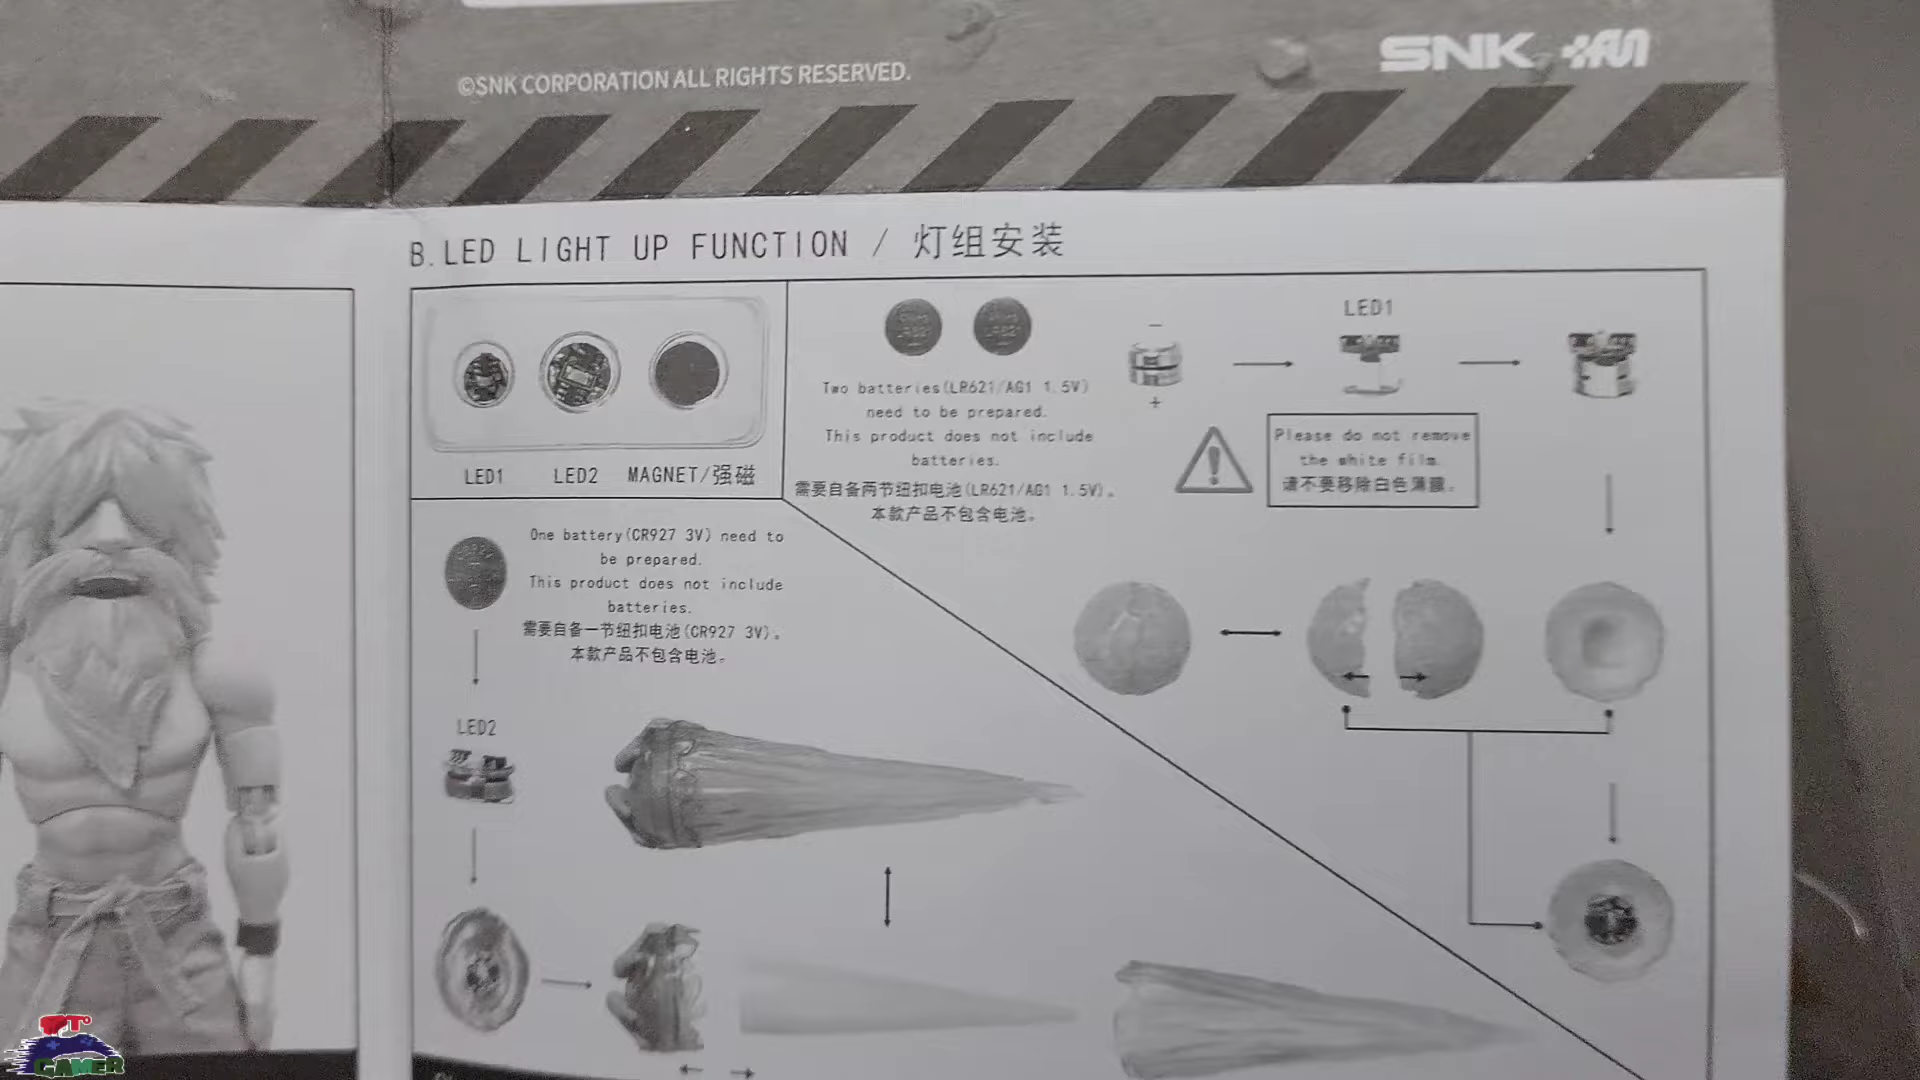 SNK
©SNK CORPORATION ALL RIGHTS RESERVED.
B.LED LIGHT UP FUNCTION / 灯组安装
LED1
LED2
MAGNET/强磁
Two batteries(LR621/AG1 1.5V)
need to be prepared.
This product does not include
batteries.
需要自备两节纽扣电池(LR621/AG1 1.5V)。
本款产品不包含电池。
−
+
LED1
Please do not remove
the white film.
请不要移除白色薄膜。
One battery(CR927 3V) need to
be prepared.
This product does not include
batteries.
需要自备一节纽扣电池(CR927 3V)。
本款产品不包含电池。
LED2
GAMER